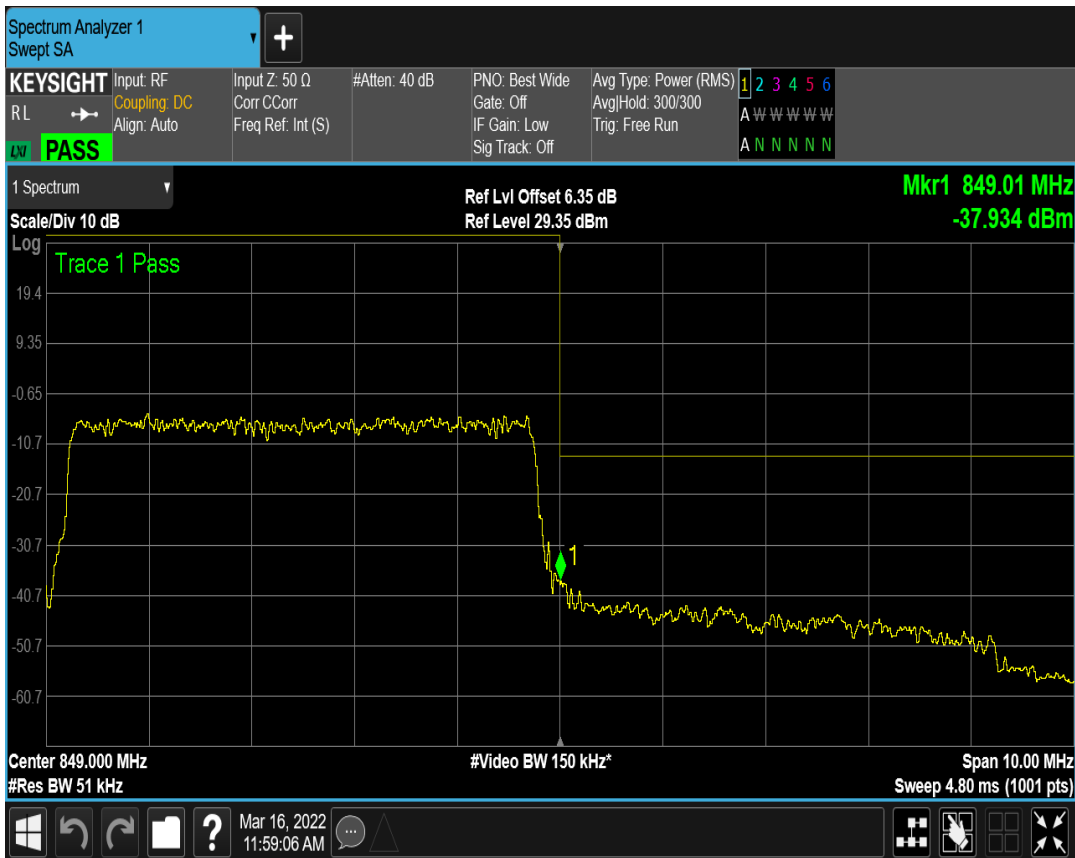 Spectrum Analyzer 1
Swept SA
+
KEYSIGHT
R L
LXI
PASS
Input: RF
Coupling: DC
Align: Auto
Input Z: 50 Ω
Corr CCorr
Freq Ref: Int (S)
#Atten: 40 dB
PNO: Best Wide
Gate: Off
IF Gain: Low
Sig Track: Off
Avg Type: Power (RMS)
Avg|Hold: 300/300
Trig: Free Run
1 2 3 4 5 6
A W W W W W
A N N N N N
1 Spectrum
Scale/Div 10 dB
Ref Lvl Offset 6.35 dB
Ref Level 29.35 dBm
Mkr1 849.01 MHz
-37.934 dBm
Log
Trace 1 Pass
19.4
9.35
-0.65
-10.7
-20.7
-30.7
1
-40.7
-50.7
-60.7
Center 849.000 MHz
#Video BW 150 kHz*
Span 10.00 MHz
#Res BW 51 kHz
Sweep 4.80 ms (1001 pts)
?
Mar 16, 2022
11:59:06 AM